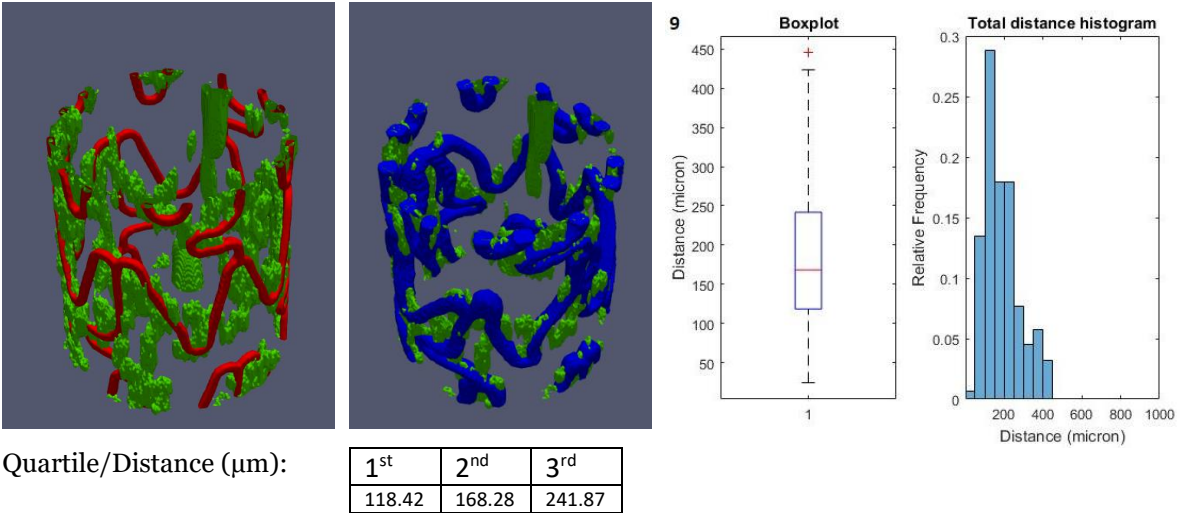 9
Boxplot
450
400
350
300
250
200
150
100
50
Distance (micron)
1
Total distance histogram
0.3
0.25
0.2
0.15
0.1
0.05
0
Relative Frequency
200 400 600 800 1000
Distance (micron)
Quartile/Distance (µm):
1st 2nd 3rd
118.42 168.28 241.87